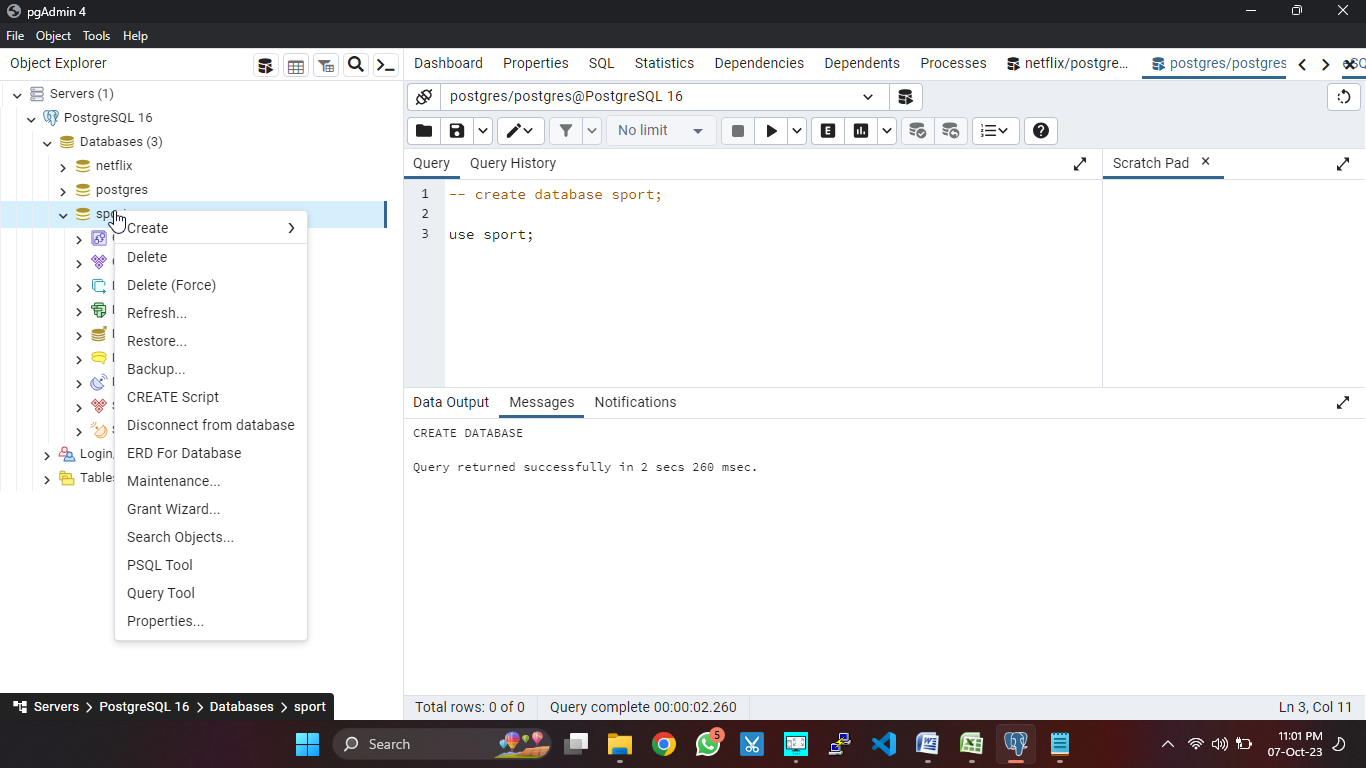 pgAdmin 4
File Object Tools Help
Object Explorer
Dashboard Properties SQL Statistics Dependencies Dependents Processes netflix/postgre... postgres/postgres
Servers (1)
PostgreSQL 16
Databases (3)
netflix
postgres
Create
Delete
Delete (Force)
Refresh...
Restore...
Backup...
CREATE Script
Disconnect from database
ERD For Database
Maintenance...
Grant Wizard...
Search Objects...
PSQL Tool
Query Tool
Properties...
Login
Servers > PostgreSQL 16 > Databases > sport
postgres/postgres@PostgreSQL 16
No limit
Query Query History
Scratch Pad
1 -- create database sport;
2
3 use sport;
Data Output Messages Notifications
CREATE DATABASE
Query returned successfully in 2 secs 260 msec.
Total rows: 0 of 0 Query complete 00:00:02.260 Ln 3, Col 11
Search
5
11:01 PM
07-Oct-23